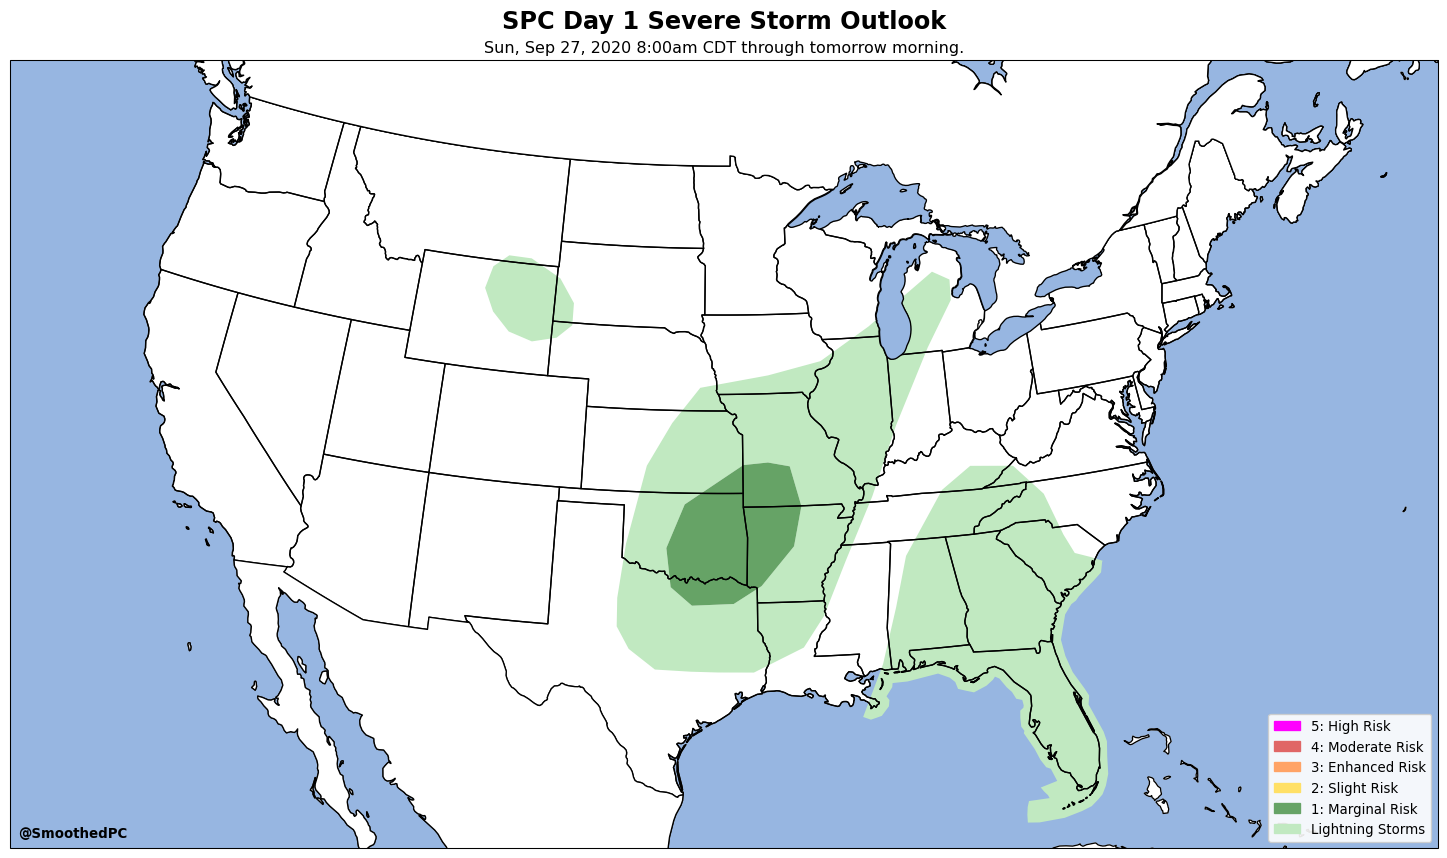 SPC Day 1 Severe Storm Outlook
Sun, Sep 27, 2020 8:00am CDT through tomorrow morning.
5: High Risk
4: Moderate Risk
3: Enhanced Risk
2: Slight Risk
1: Marginal Risk
Lightning Storms
@SmoothedPC